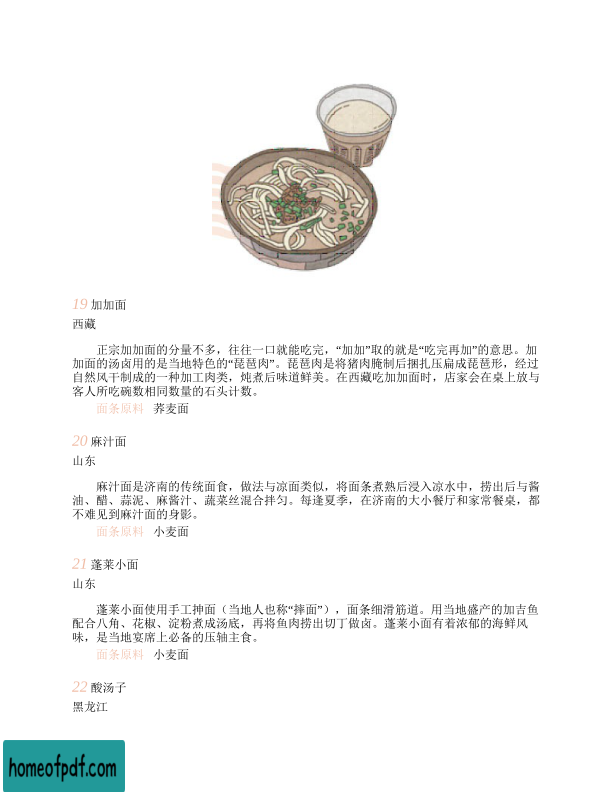 19 加加面
西藏
正宗加加面的分量不多，往往一口就能吃完，“加加”取的就是“吃完再加”的意思。加
加面的汤卤用的是当地特色的“琵琶肉”。琵琶肉是将猪肉腌制后捆扎压扁成琵琶形，经过
自然风干制成的一种加工肉类，炖煮后味道鲜美。在西藏吃加加面时，店家会在桌上放与
客人所吃碗数相同数量的石头计数。
面条原料 荞麦面
20 麻汁面
山东
麻汁面是济南的传统面食，做法与凉面类似，将面条煮熟后浸入凉水中，捞出后与酱
油、醋、蒜泥、麻酱汁、蔬菜丝混合拌匀。每逢夏季，在济南的大小餐厅和家常餐桌，都
不难见到麻汁面的身影。
面条原料 小麦面
21 蓬莱小面
山东
蓬莱小面使用手工抻面（当地人也称“摔面”），面条细滑筋道。用当地盛产的加吉鱼
配合八角、花椒、淀粉煮成汤底，再将鱼肉捞出切丁做卤。蓬莱小面有着浓郁的海鲜风
味，是当地宴席上必备的压轴主食。
面条原料 小麦面
22 酸汤子
黑龙江
homeofpdf.com